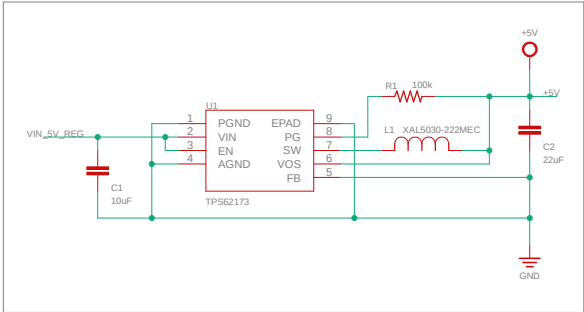 +5V
R1 100k
+5V
U1
1 PGND EPAD 9
2 VIN PG 8
3 EN SW 7
4 AGND VOS 6
FB 5
VIN_5V_REG
L1 XAL5030-222MEC
C2
22uF
C1
10uF
TPS62173
GND